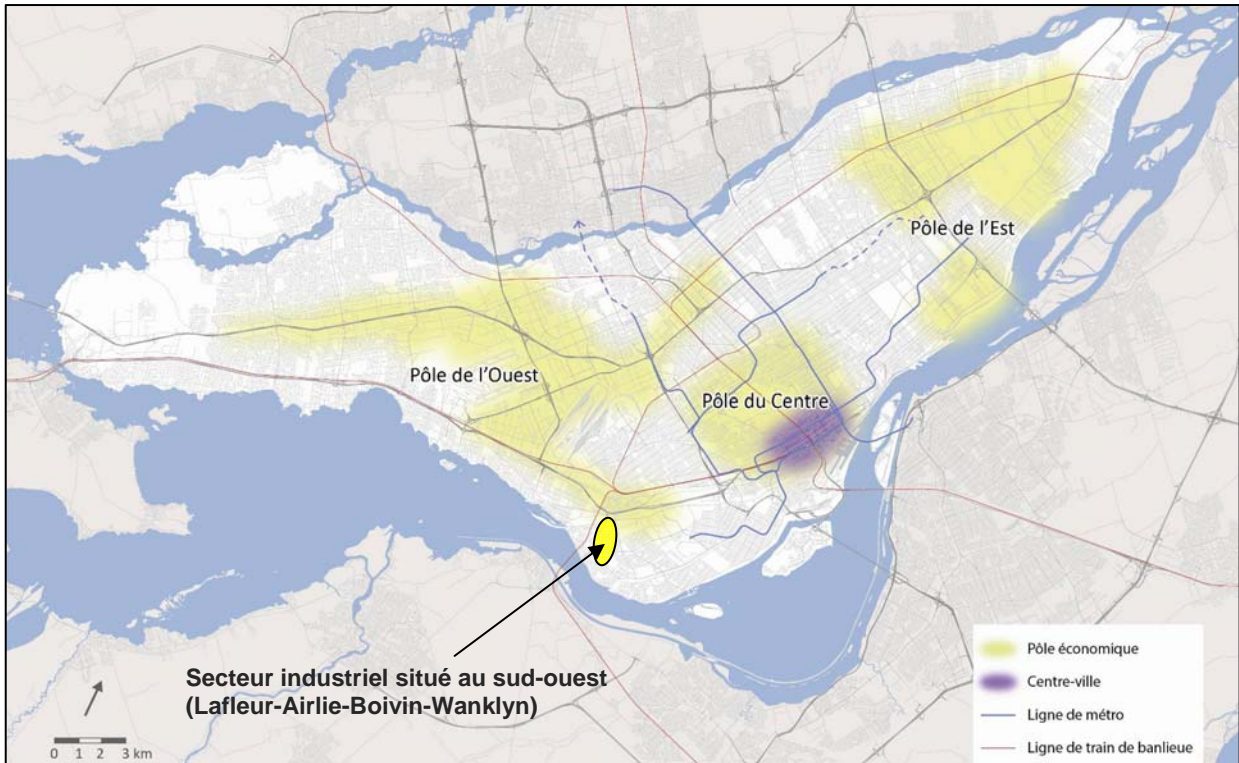 Pôle de l'Est
Pôle de l'Ouest
Pôle du Centre
Secteur industriel situé au sud-ouest
(Lafleur-Airlie-Boivin-Wanklyn)
0 1 2 3 km
Pôle économique
Centre-ville
Ligne de métro
Ligne de train de banlieue